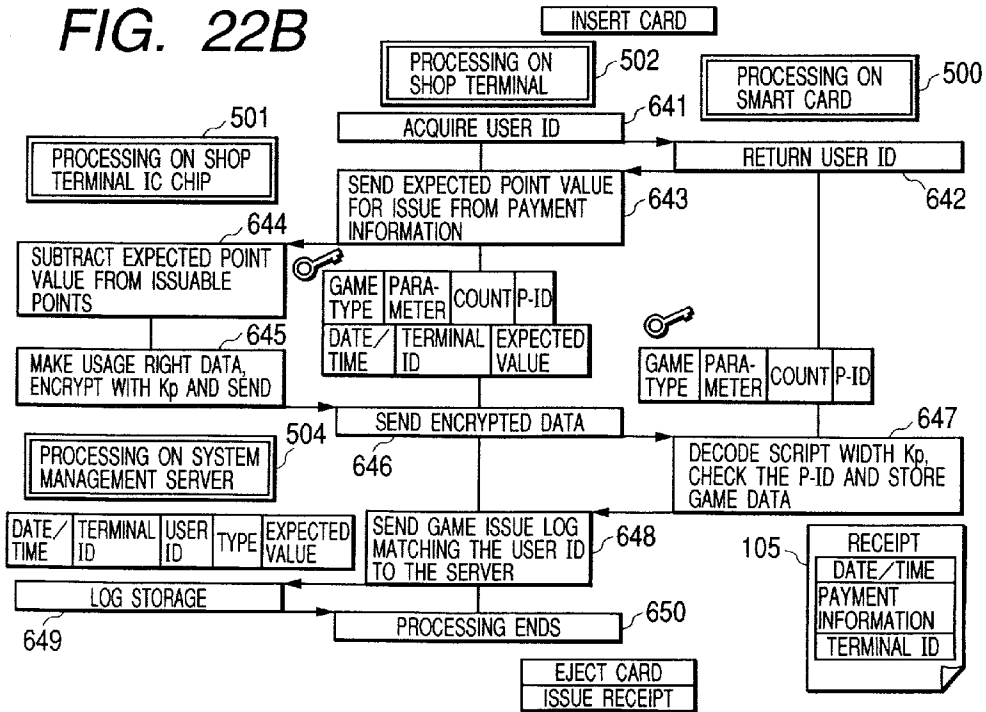 FIG. 22B
INSERT CARD
PROCESSING ON
SHOP TERMINAL
502
PROCESSING ON
SMART CARD
500
501
PROCESSING ON SHOP
TERMINAL IC CHIP
641
ACQUIRE USER ID
RETURN USER ID
642
SEND EXPECTED POINT VALUE
FOR ISSUE FROM PAYMENT
INFORMATION
643
644
SUBTRACT EXPECTED POINT
VALUE FROM ISSUABLE
POINTS
GAME TYPE
PARA-METER
COUNT
P-ID
DATE/TIME
TERMINAL ID
EXPECTED VALUE
645
MAKE USAGE RIGHT DATA,
ENCRYPT WITH Kp AND SEND
GAME TYPE
PARA-METER
COUNT
P-ID
SEND ENCRYPTED DATA
646
647
DECODE SCRIPT WIDTH Kp,
CHECK THE P-ID AND STORE
GAME DATA
504
PROCESSING ON SYSTEM
MANAGEMENT SERVER
DATE/TIME
TERMINAL ID
USER ID
TYPE
EXPECTED VALUE
SEND GAME ISSUE LOG
MATCHING THE USER ID
TO THE SERVER
648
LOG STORAGE
649
650
PROCESSING ENDS
105
RECEIPT
DATE/TIME
PAYMENT
INFORMATION
TERMINAL ID
EJECT CARD
ISSUE RECEIPT